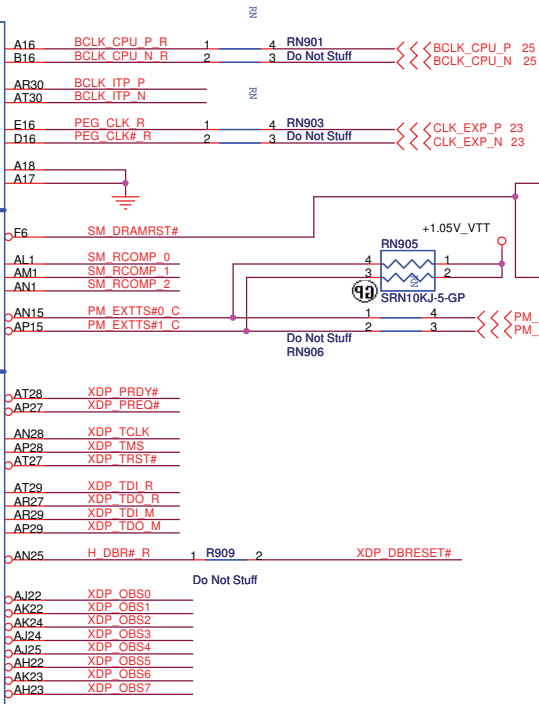 RN
A16 BCLK_CPU_P_R 1 4 RN901 BCLK_CPU_P 25
B16 BCLK_CPU_N_R 2 3 Do Not Stuff BCLK_CPU_N 25
AR30 BCLK_ITP_P
AT30 BCLK_ITP_N
RN
E16 PEG_CLK_R 1 4 RN903 CLK_EXP_P 23
D16 PEG_CLK#_R 2 3 Do Not Stuff CLK_EXP_N 23
A18
A17
+1.05V_VTT
F6 SM_DRAMRST#
RN905
AL1 SM_RCOMP_0 4 1
AM1 SM_RCOMP_1 3 2
AN1 SM_RCOMP_2
RN
GP SRN10KJ-5-GP
AN15 PM_EXTTS#0_C 1 4 PM_
AP15 PM_EXTTS#1_C 2 3 PM_
Do Not Stuff
RN906
AT28 XDP_PRDY#
AP27 XDP_PREQ#
AN28 XDP_TCLK
AP28 XDP_TMS
AT27 XDP_TRST#
AT29 XDP_TDI_R
AR27 XDP_TDO_R
AR29 XDP_TDI_M
AP29 XDP_TDO_M
AN25 H_DBR#_R 1 R909 2 XDP_DBRESET#
Do Not Stuff
AJ22 XDP_OBS0
AK22 XDP_OBS1
AK24 XDP_OBS2
AJ24 XDP_OBS3
AJ25 XDP_OBS4
AH22 XDP_OBS5
AK23 XDP_OBS6
AH23 XDP_OBS7